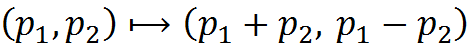 (𝑝₁, 𝑝₂) ↦ (𝑝₁ + 𝑝₂, 𝑝₁ − 𝑝₂)